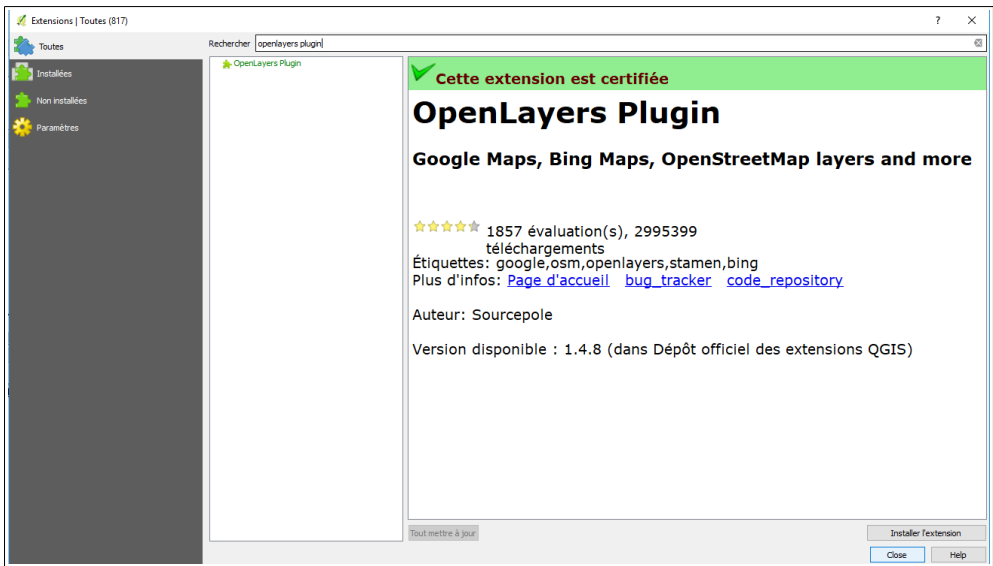 Extensions | Toutes (817)
?
Toutes
Installées
Non installées
Paramètres
Rechercher openlayers plugin
OpenLayers Plugin
Cette extension est certifiée
OpenLayers Plugin
Google Maps, Bing Maps, OpenStreetMap layers and more
1857 évaluation(s), 2995399
téléchargements
Étiquettes: google,osm,openlayers,stamen,bing
Plus d'infos: Page d'accueil bug_tracker code_repository
Auteur: Sourcepole
Version disponible : 1.4.8 (dans Dépôt officiel des extensions QGIS)
Tout mettre à jour
Installer l'extension
Close
Help